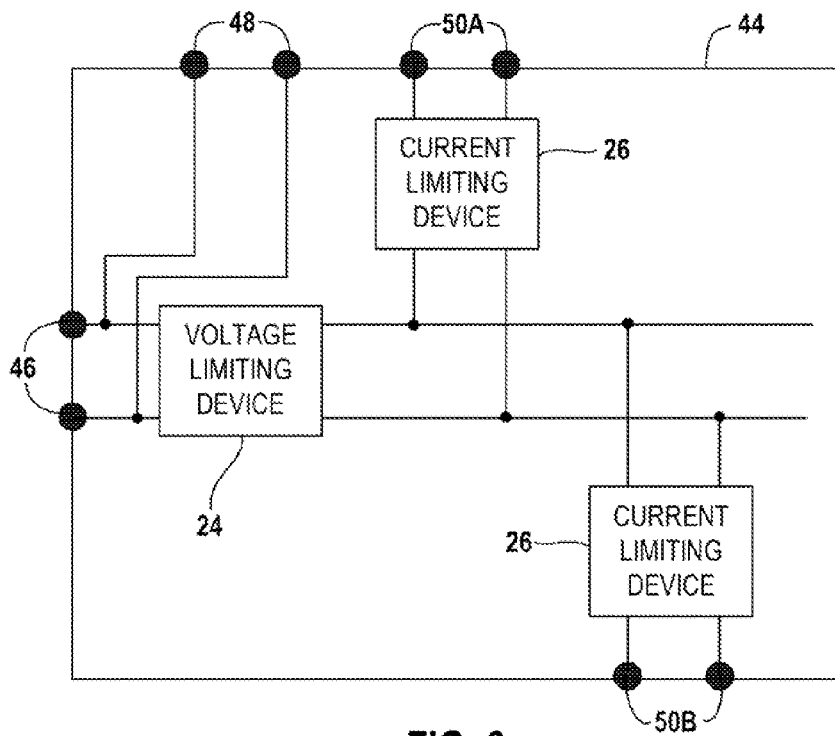 48
50A
44
CURRENT
LIMITING
DEVICE
26
46
VOLTAGE
LIMITING
DEVICE
24
26
CURRENT
LIMITING
DEVICE
50B